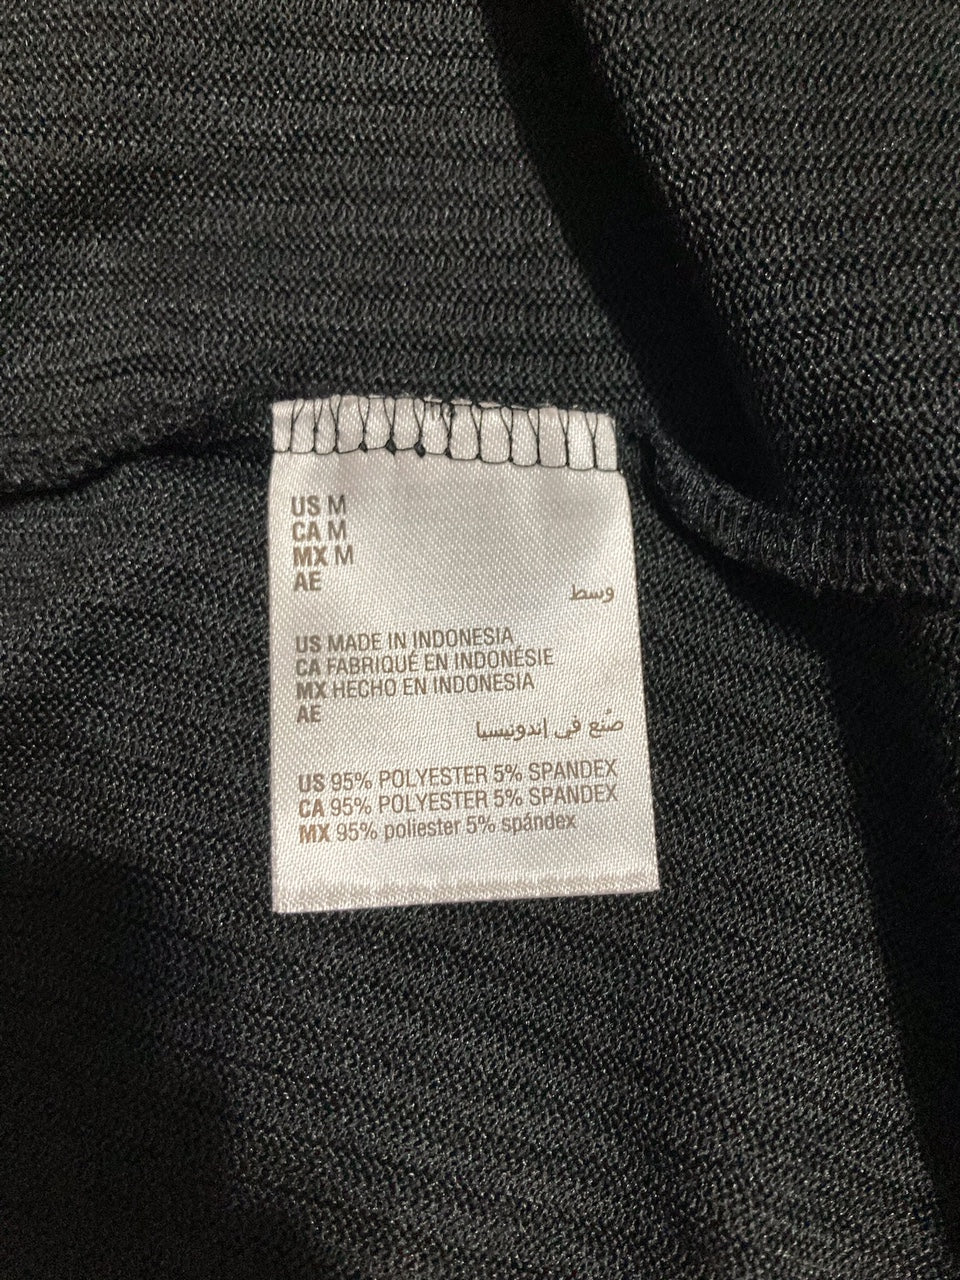 US M
CA M
MX M
AE
وسط
US MADE IN INDONESIA
CA FABRIQUÉ EN INDONÉSIE
MX HECHO EN INDONESIA
AE
صُنع في إندونيسيا
US 95% POLYESTER 5% SPANDEX
CA 95% POLYESTER 5% SPANDEX
MX 95% poliester 5% spándex